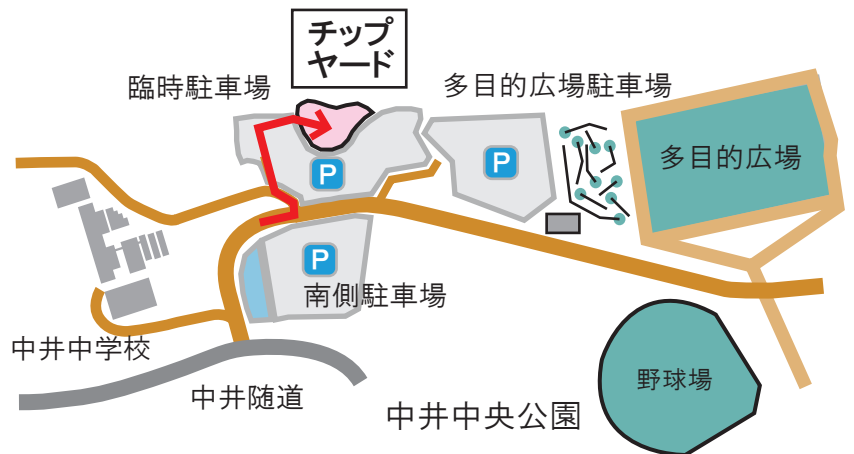 チップ
ヤード
臨時駐車場
多目的広場駐車場
多目的広場
P
P
P
南側駐車場
中井中学校
野球場
中井隨道
中井中央公園